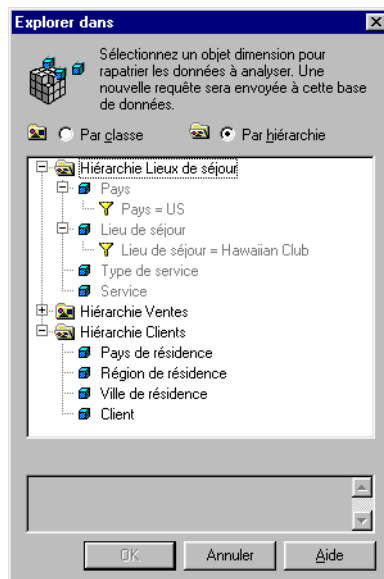 Explorer dans
Sélectionnez un objet dimension pour
rapatrier les données à analyser. Une
nouvelle requête sera envoyée à cette base
de données.
Par classe
Par hiérarchie
Hiérarchie Lieux de séjour
Pays
Pays = US
Lieu de séjour
Lieu de séjour = Hawaiian Club
Type de service
Service
Hiérarchie Ventes
Hiérarchie Clients
Pays de résidence
Région de résidence
Ville de résidence
Client
OK
Annuler
Aide